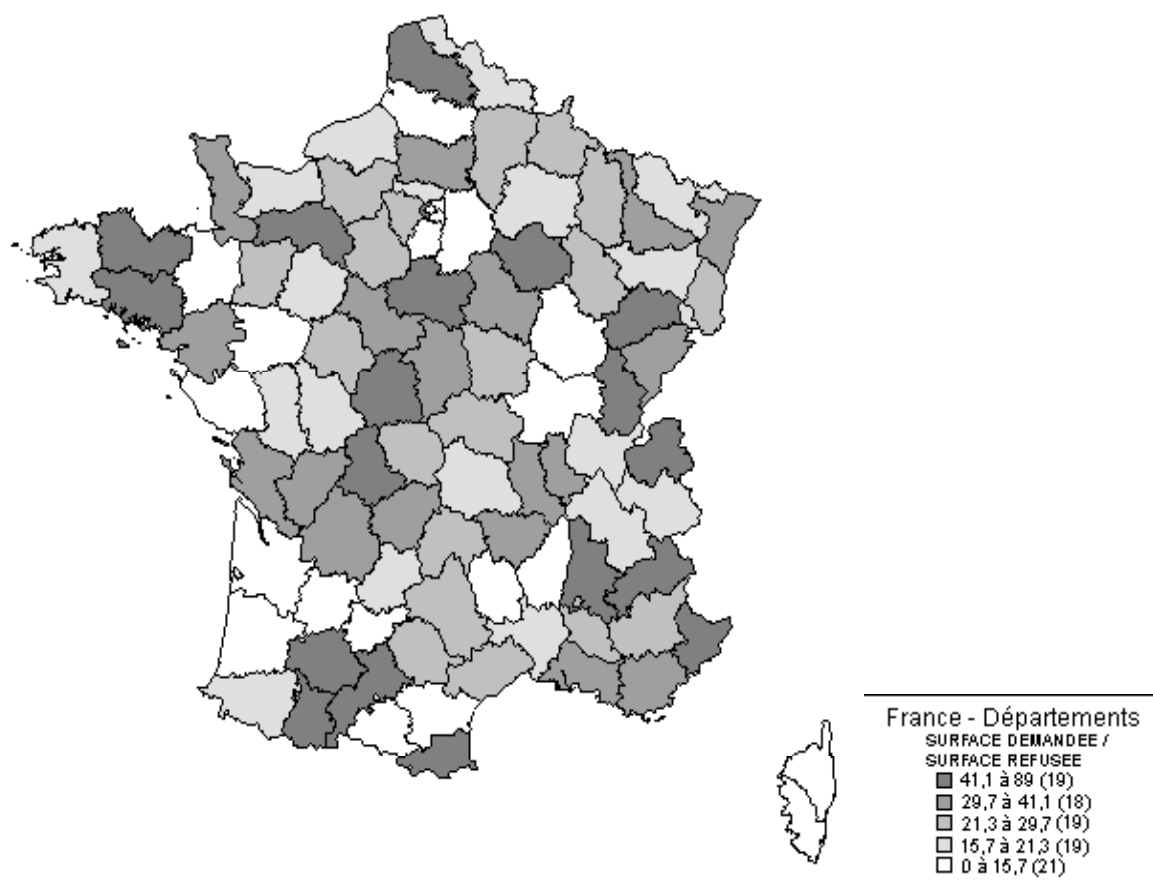 France - Départements
SURFACE DEMANDEE /
SURFACE REFUSEE
41,1 à 89 (19)
29,7 à 41,1 (18)
21,3 à 29,7 (19)
15,7 à 21,3 (19)
0 à 15,7 (21)